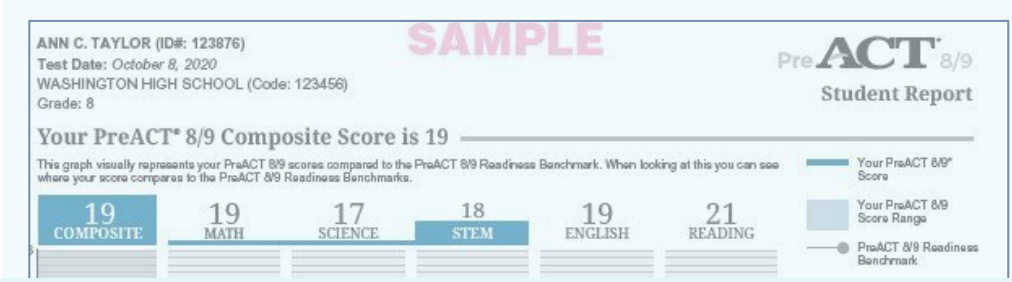 SAMPLE
ANN C. TAYLOR (ID#: 123876)
Test Date: October 8, 2020
WASHINGTON HIGH SCHOOL (Code: 123456)
Grade: 8
PreACT® 8/9
Student Report
Your PreACT® 8/9 Composite Score is 19
This graph visually represents your PreACT 8/9 scores compared to the PreACT 8/9 Readiness Benchmark. When looking at this you can see
where your score compares to the PreACT 8/9 Readiness Benchmarks.
Your PreACT 8/9®
Score
Your PreACT 8/9
Score Range
PreACT 8/9 Readiness
Benchmark
19 19 17 18 19 21
COMPOSITE MATH SCIENCE STEM ENGLISH READING